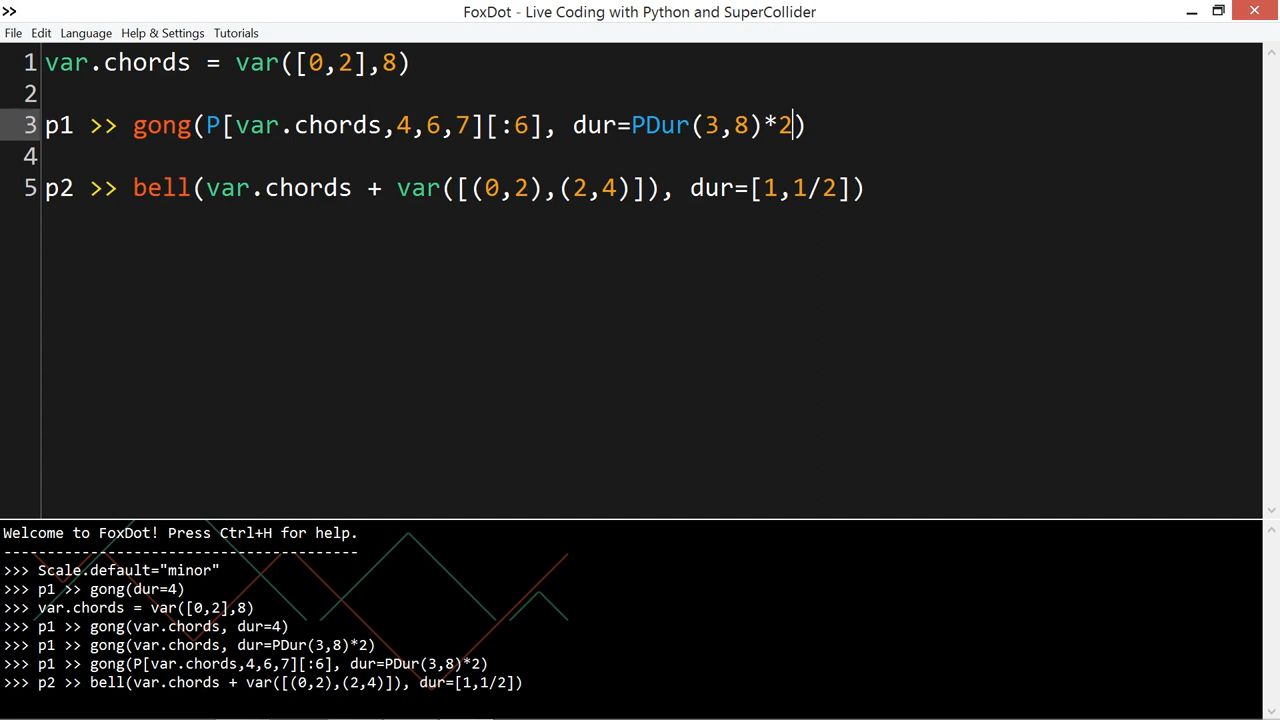 >> FoxDot - Live Coding with Python and SuperCollider
File Edit Language Help & Settings Tutorials
1 var.chords = var([0,2],8)
2
3 p1 >> gong(P[var.chords,4,6,7][:6], dur=PDur(3,8)*2)
4
5 p2 >> bell(var.chords + var([(0,2),(2,4)]), dur=[1,1/2])
Welcome to FoxDot! Press Ctrl+H for help.
-----------------------------------------
>>> Scale.default="minor"
>>> p1 >> gong(dur=4)
>>> var.chords = var([0,2],8)
>>> p1 >> gong(var.chords, dur=4)
>>> p1 >> gong(var.chords, dur=PDur(3,8)*2)
>>> p1 >> gong(P[var.chords,4,6,7][:6], dur=PDur(3,8)*2)
>>> p2 >> bell(var.chords + var([(0,2),(2,4)]), dur=[1,1/2])